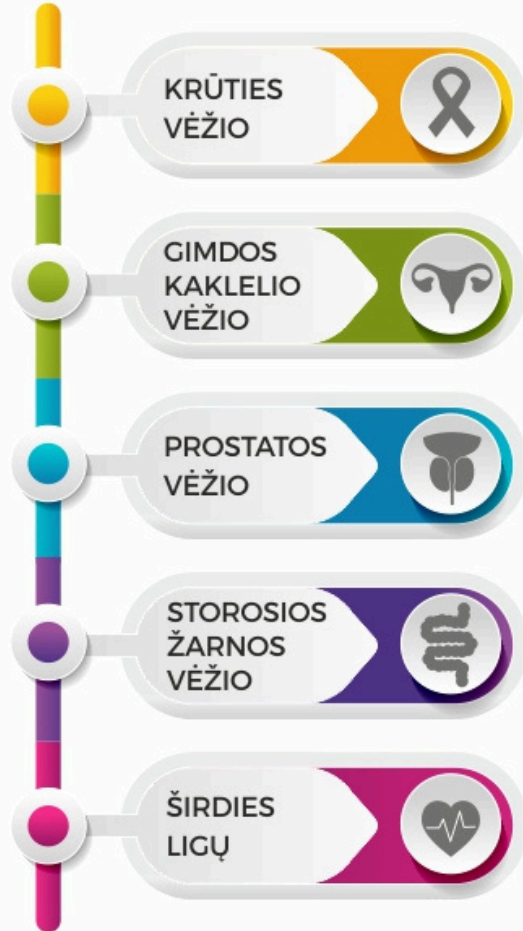 KRŪTIES
VĖŽIO
GIMDOS
KAKLELIO
VĖŽIO
PROSTATOS
VĖŽIO
STOROSIOS
ŽARNOS
VĖŽIO
ŠIRDIES
LIGŲ